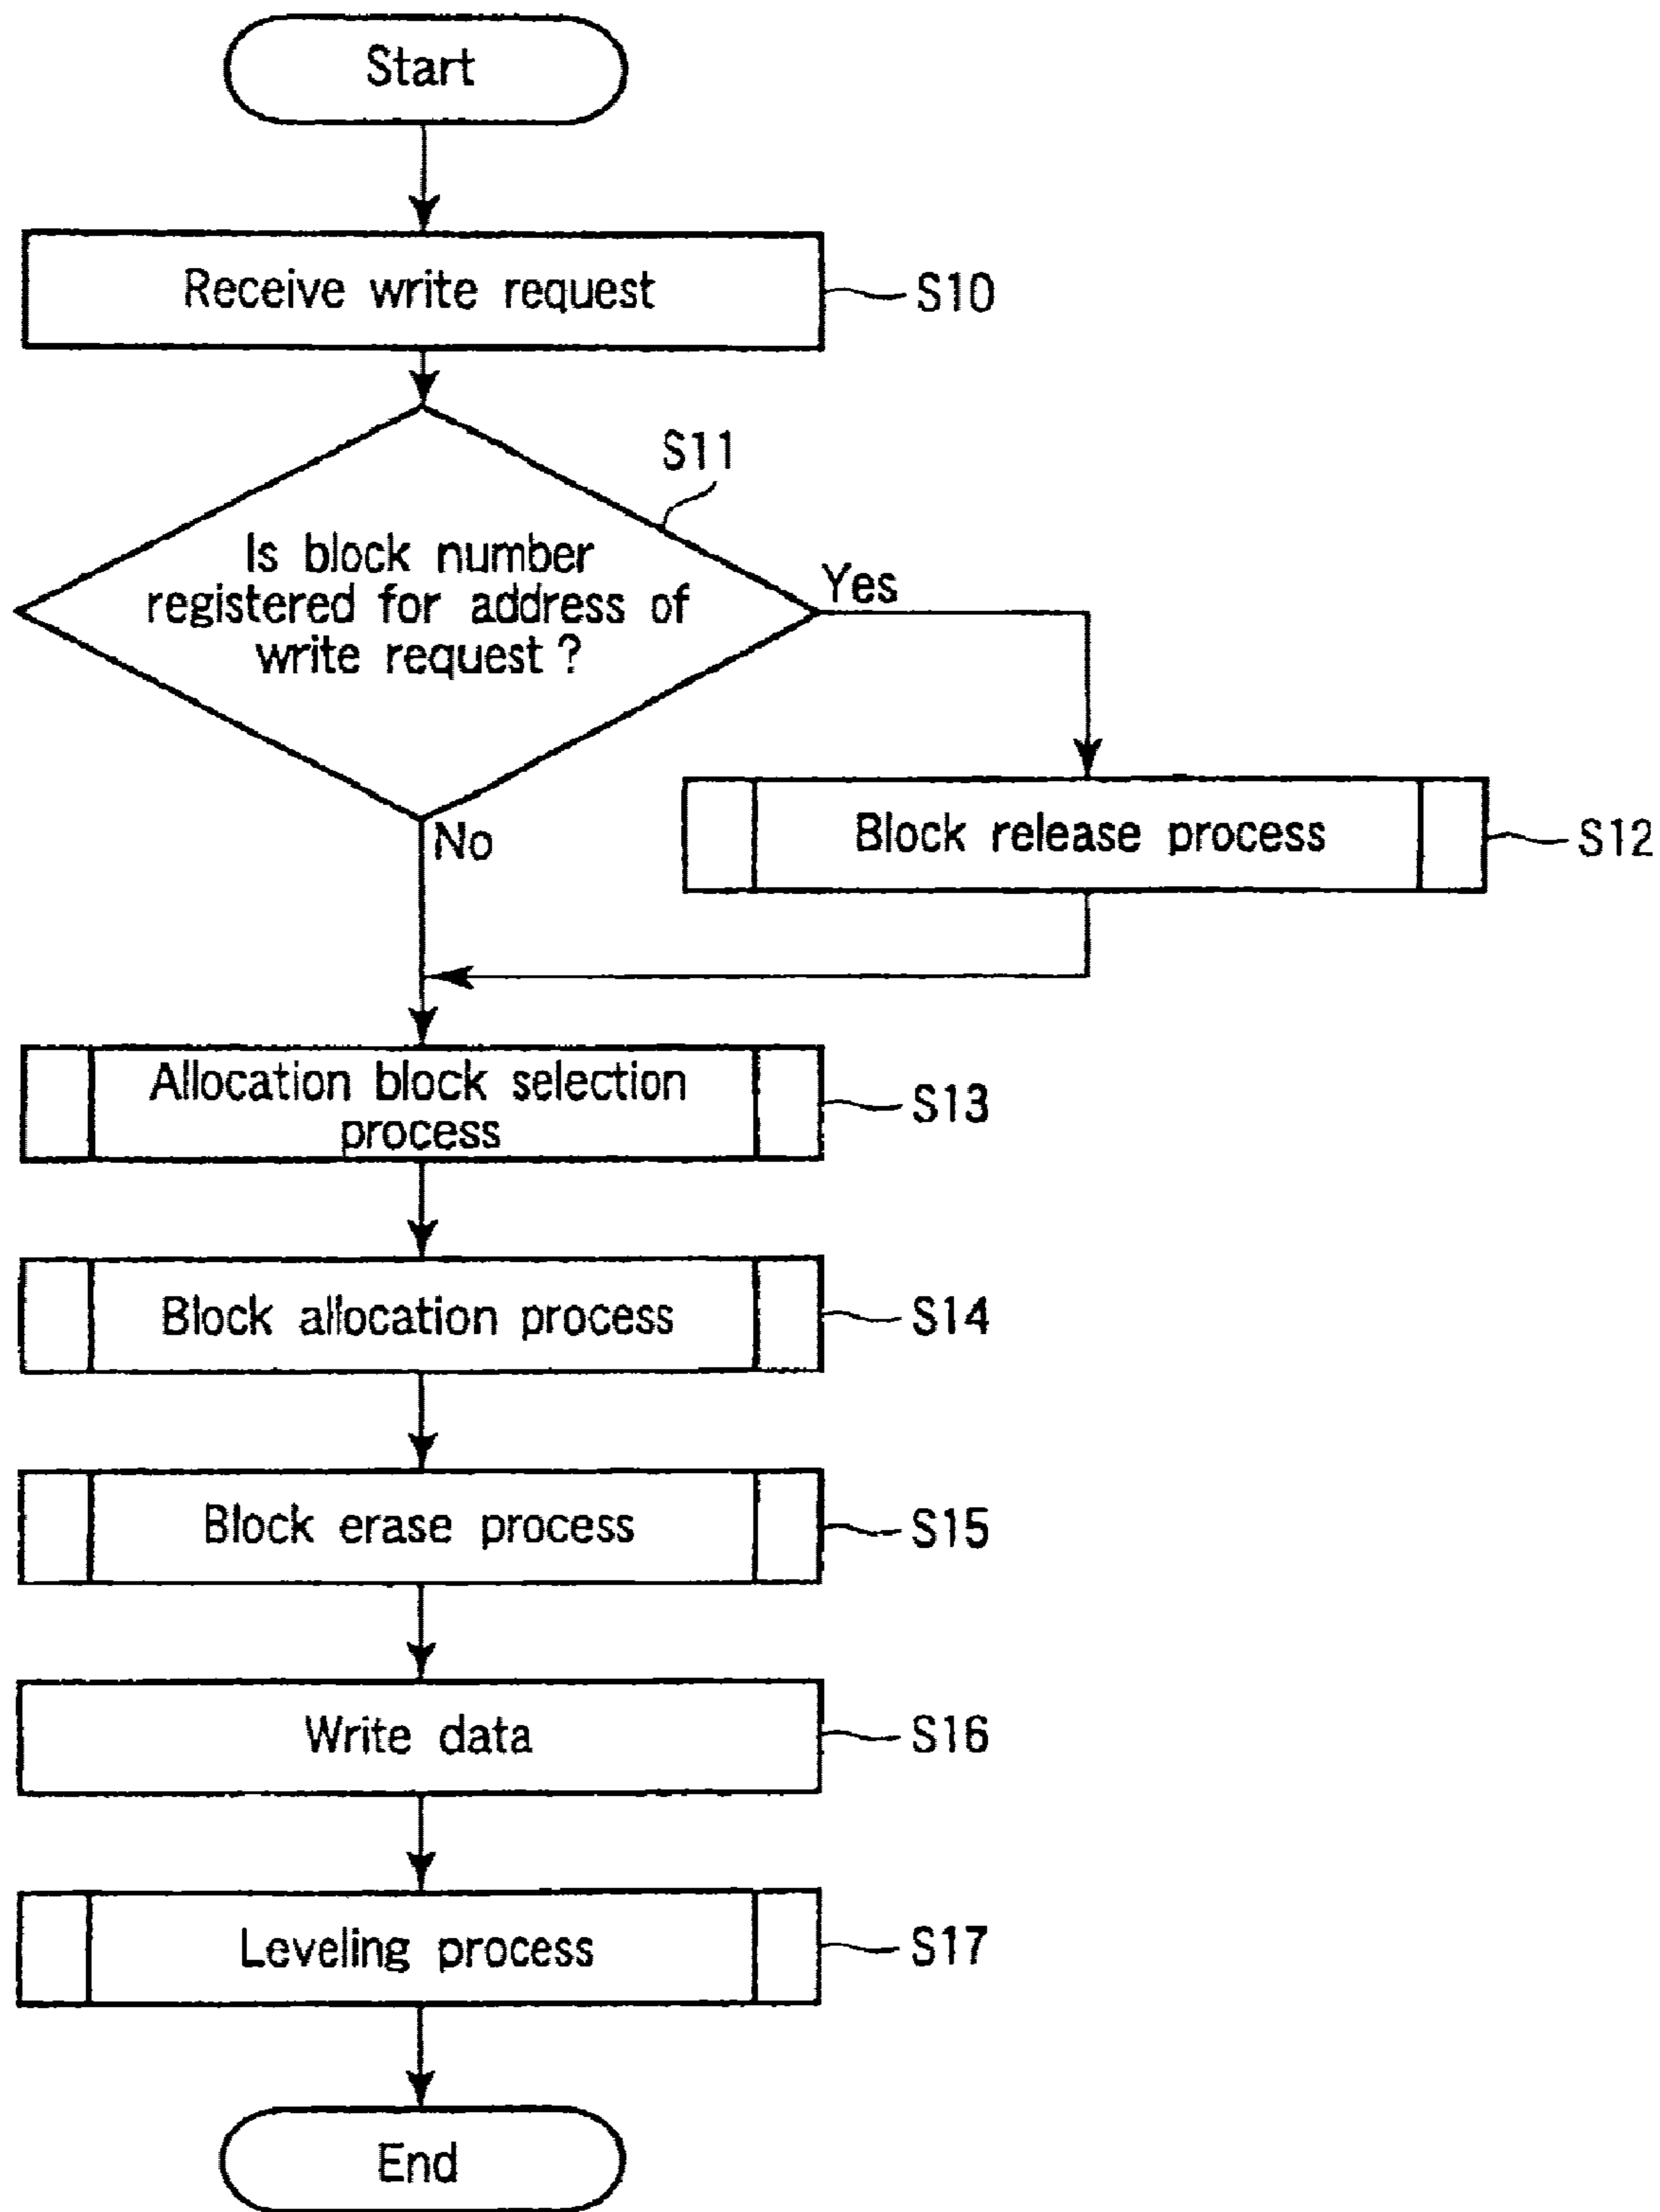 Start
Receive write request
S10
S11
Is block number
registered for address of
write request ?
Yes
No
Block release process
S12
Allocation block selection
process
S13
Block allocation process
S14
Block erase process
S15
Write data
S16
Leveling process
S17
End